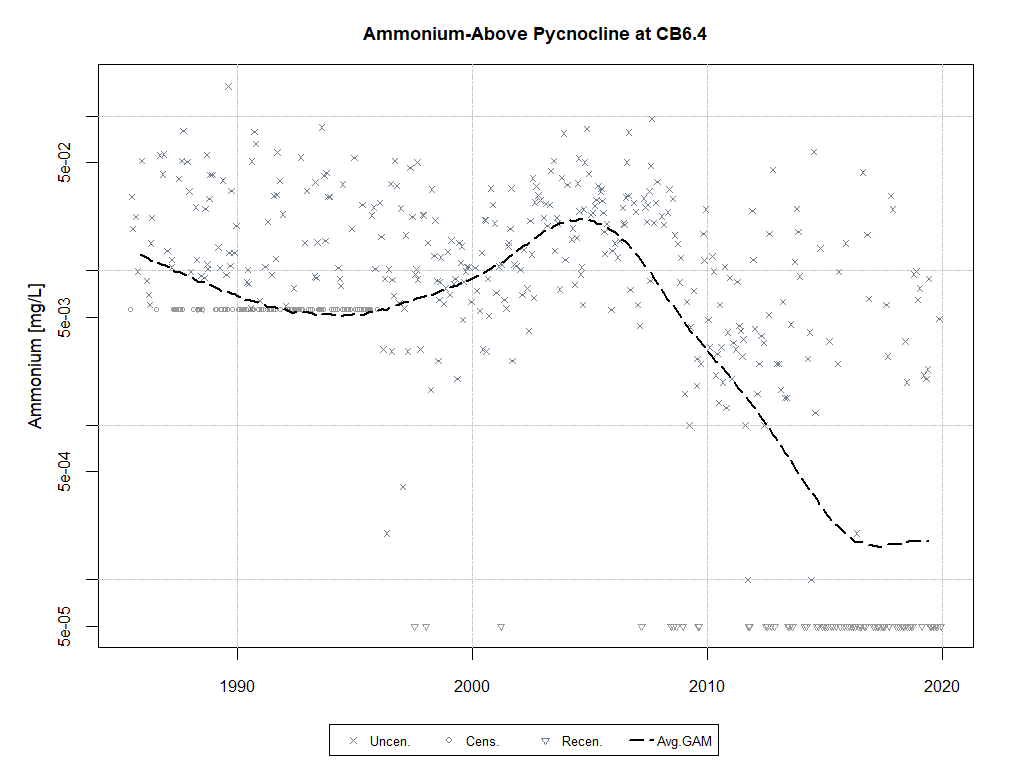 Ammonium-Above Pycnocline at CB6.4
Ammonium [mg/L]
5e-02
5e-03
5e-04
5e-05
1990 2000 2010 2020
Uncen. Cens. Recen. Avg.GAM